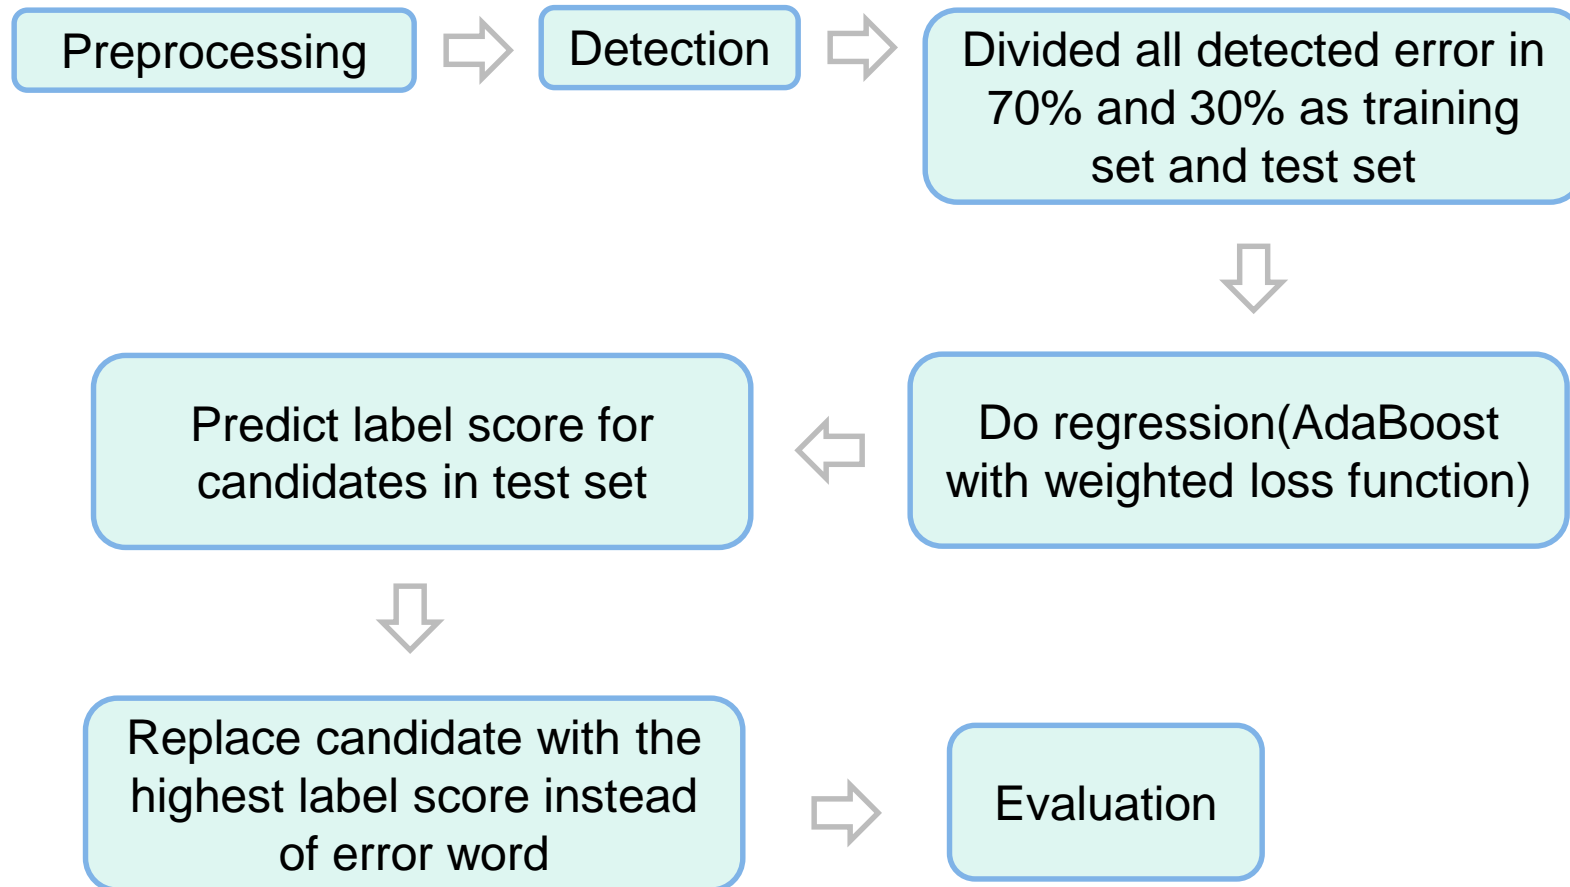 Preprocessing
Detection
Divided all detected error in
70% and 30% as training
set and test set
Do regression(AdaBoost
with weighted loss function)
Predict label score for
candidates in test set
Replace candidate with the
highest label score instead
of error word
Evaluation